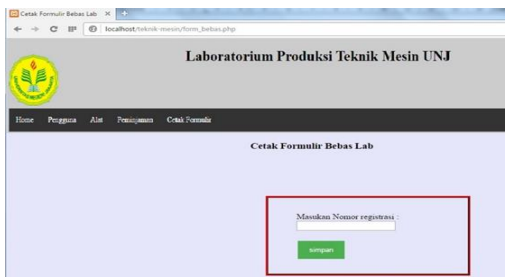 Cetak Formulir Bebas Lab
localhost/teknik-mesin/form_bebas.php
Laboratorium Produksi Teknik Mesin UNJ
Home Pengguna Alat Peminjaman Cetak Formulir
Cetak Formulir Bebas Lab
Masukan Nomor registrasi :
simpan